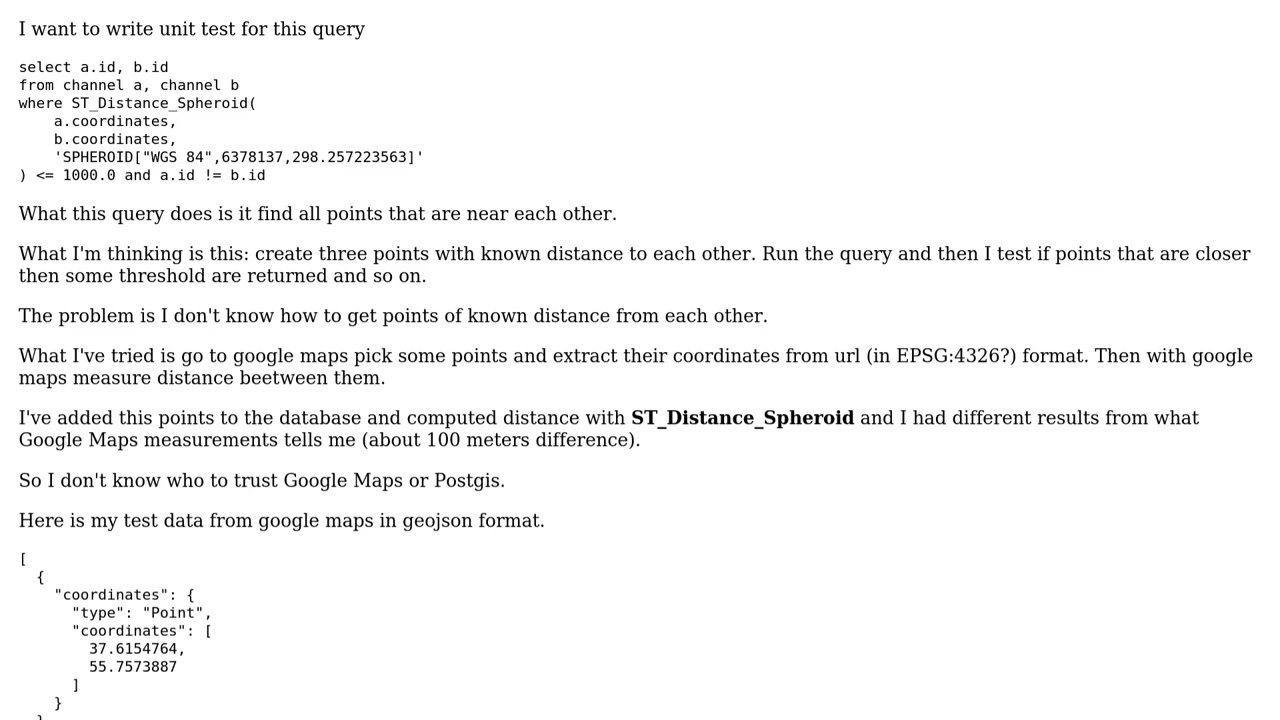 I want to write unit test for this query
select a.id, b.id
from channel a, channel b
where ST_Distance_Spheroid(
    a.coordinates,
    b.coordinates,
    'SPHEROID["WGS 84",6378137,298.257223563]'
) <= 1000.0 and a.id != b.id
What this query does is it find all points that are near each other.
What I'm thinking is this: create three points with known distance to each other. Run the query and then I test if points that are closer
then some threshold are returned and so on.
The problem is I don't know how to get points of known distance from each other.
What I've tried is go to google maps pick some points and extract their coordinates from url (in EPSG:4326?) format. Then with google
maps measure distance beetween them.
I've added this points to the database and computed distance with ST_Distance_Spheroid and I had different results from what
Google Maps measurements tells me (about 100 meters difference).
So I don't know who to trust Google Maps or Postgis.
Here is my test data from google maps in geojson format.
[
  {
    "coordinates": {
      "type": "Point",
      "coordinates": [
        37.6154764,
        55.7573887
      ]
    }